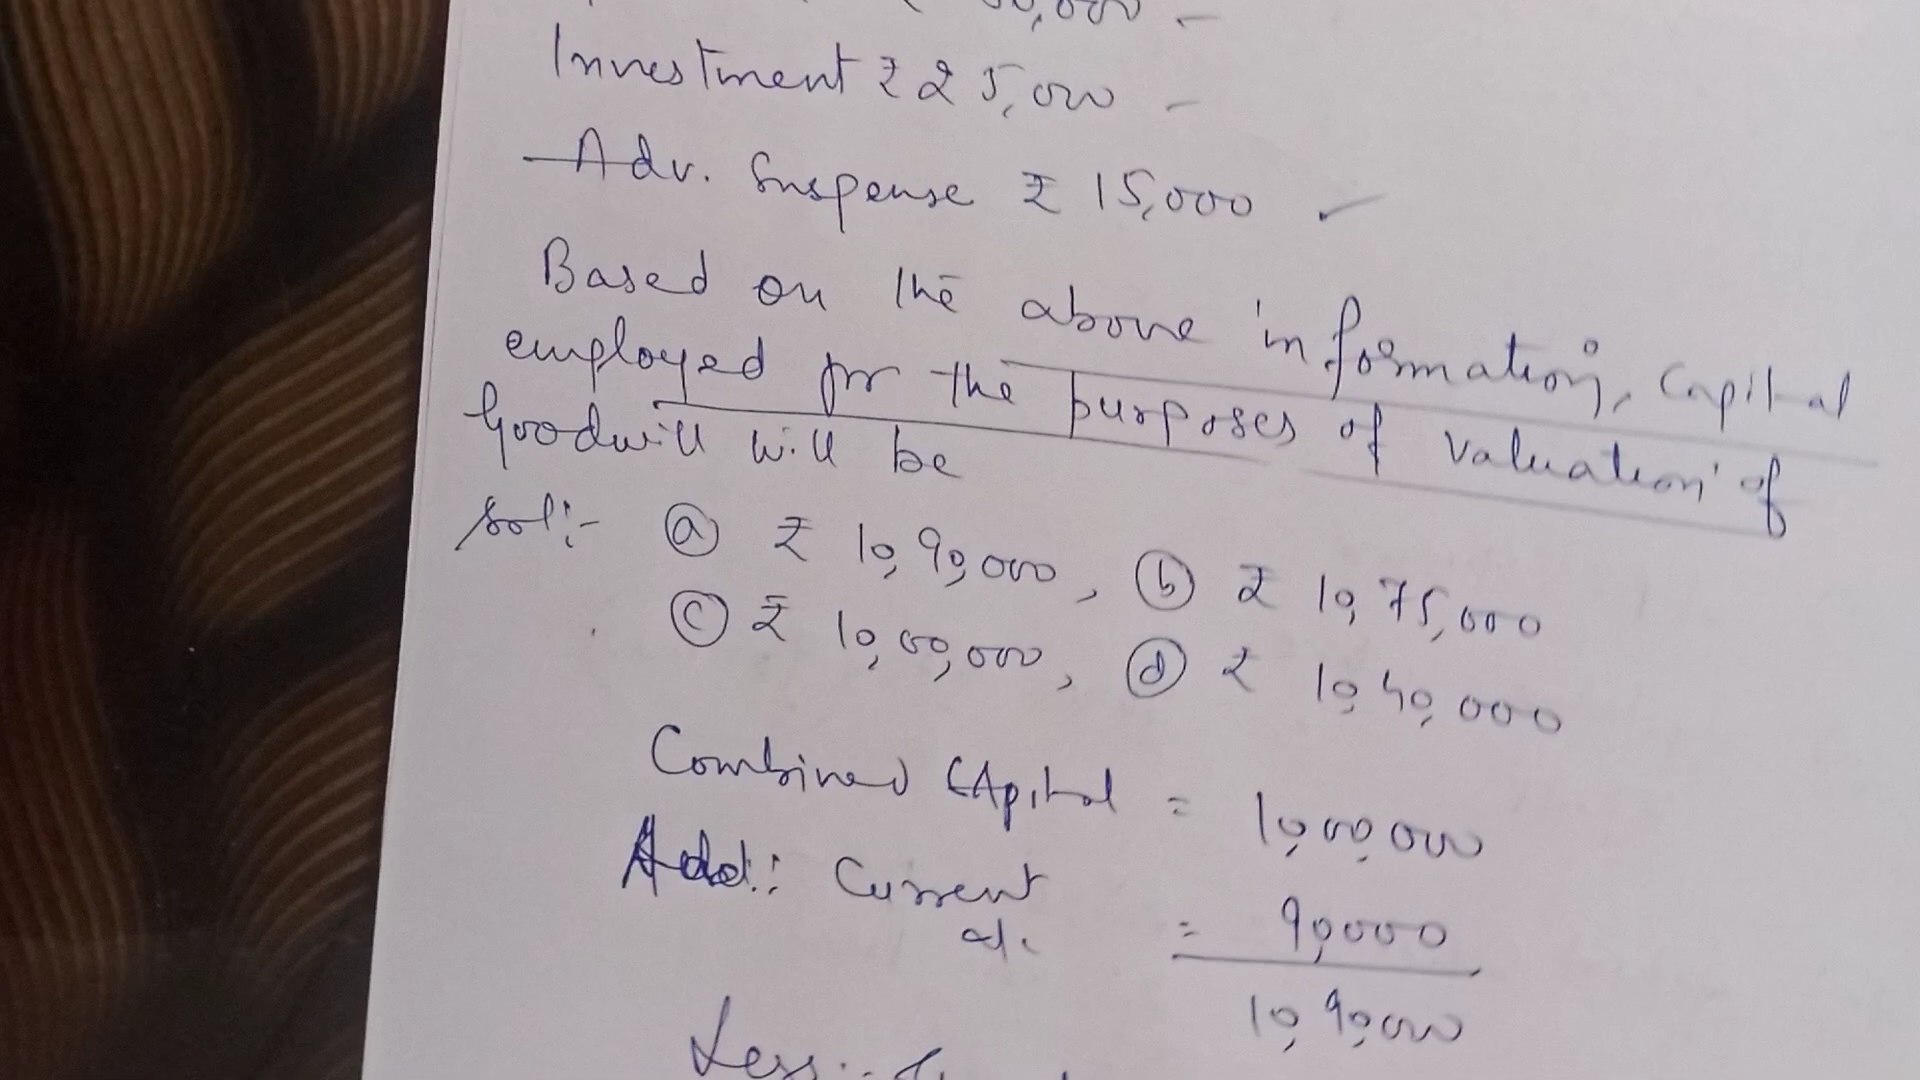 Investment ₹ 25,000 -
Adv. Suspense ₹ 15,000 ✓
Based on the above information, Capital
employed for the purposes of valuation of
Goodwill will be
Sol:- (a) ₹ 10,90,000, (b) ₹ 10,75,000
(c) ₹ 10,00,000, (d) ₹ 10,40,000
Combined Capital = 10,00,000
Add: Current a/c = 90,000
10,90,000
Less: